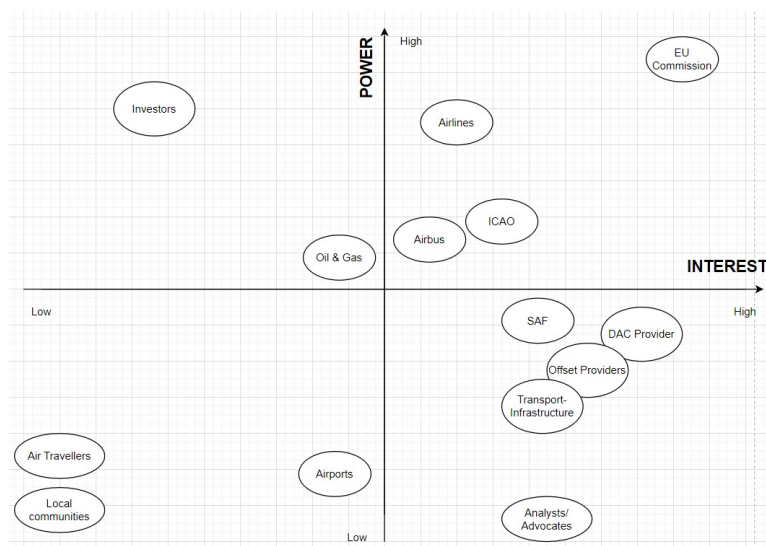 POWER
High
EU
Commission
Investors
Airlines
ICAO
Airbus
Oil & Gas
INTEREST
Low
High
SAF
DAC Provider
Offset Providers
Transport-
Infrastructure
Air Travellers
Airports
Local
communities
Analysts/
Advocates
Low